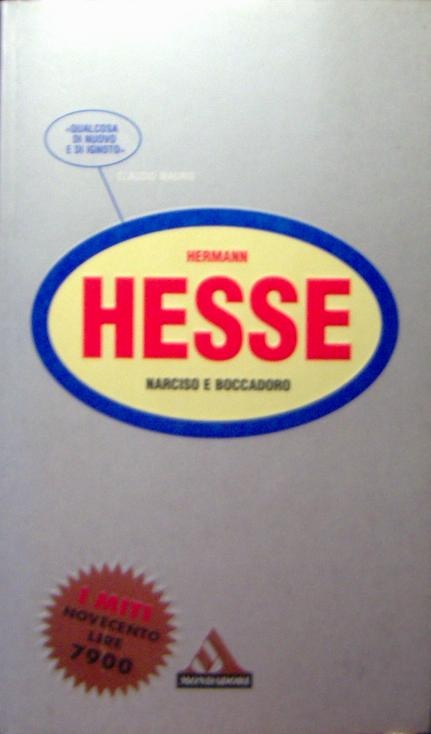 «QUALCOSA
DI NUOVO
E DI IGNOTO»
CLAUDIO MAGRIS
HERMANN
HESSE
NARCISO E BOCCADORO
I MITI
NOVECENTO
LIRE
7900
MONDADORI